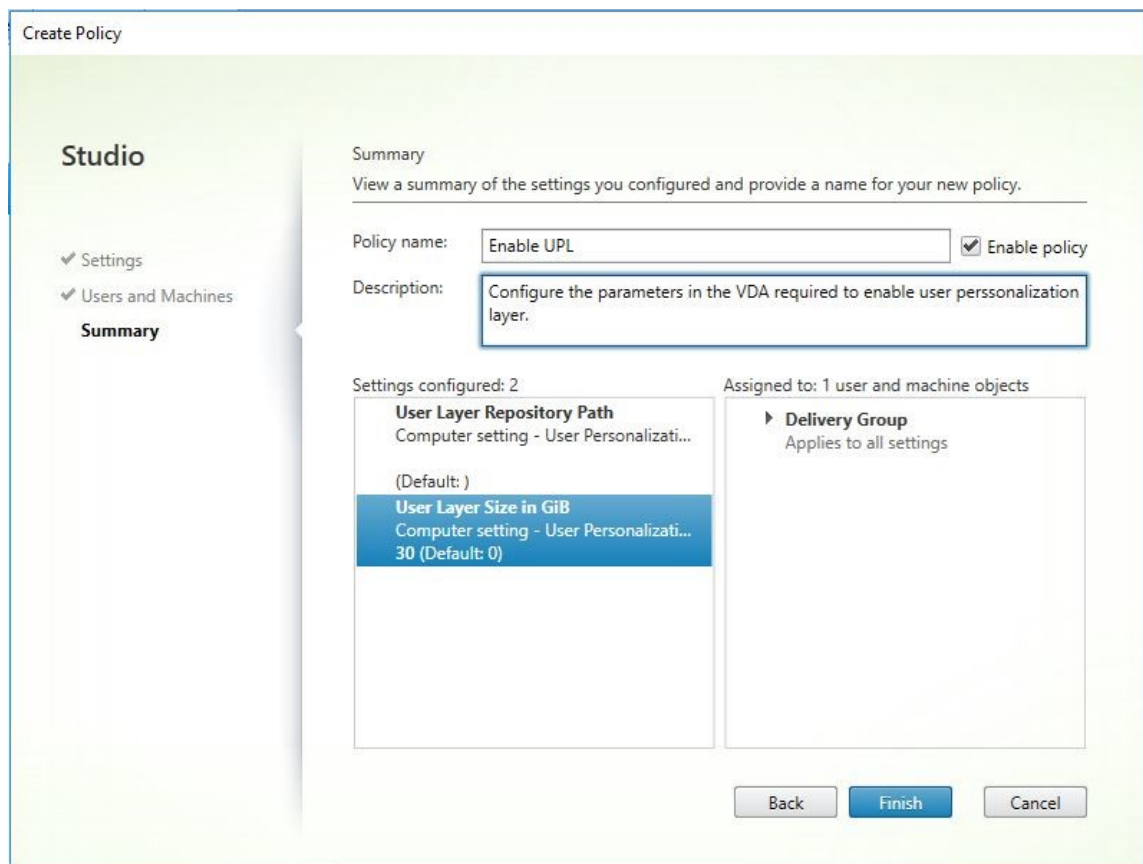 Create Policy
Studio
Settings
Users and Machines
Summary
Summary
View a summary of the settings you configured and provide a name for your new policy.
Policy name:
Enable UPL
Enable policy
Description:
Configure the parameters in the VDA required to enable user perssonalization
layer.
Settings configured: 2
User Layer Repository Path
Computer setting - User Personalizati...
(Default: )
User Layer Size in GiB
Computer setting - User Personalizati...
30 (Default: 0)
Assigned to: 1 user and machine objects
Delivery Group
Applies to all settings
Back
Finish
Cancel